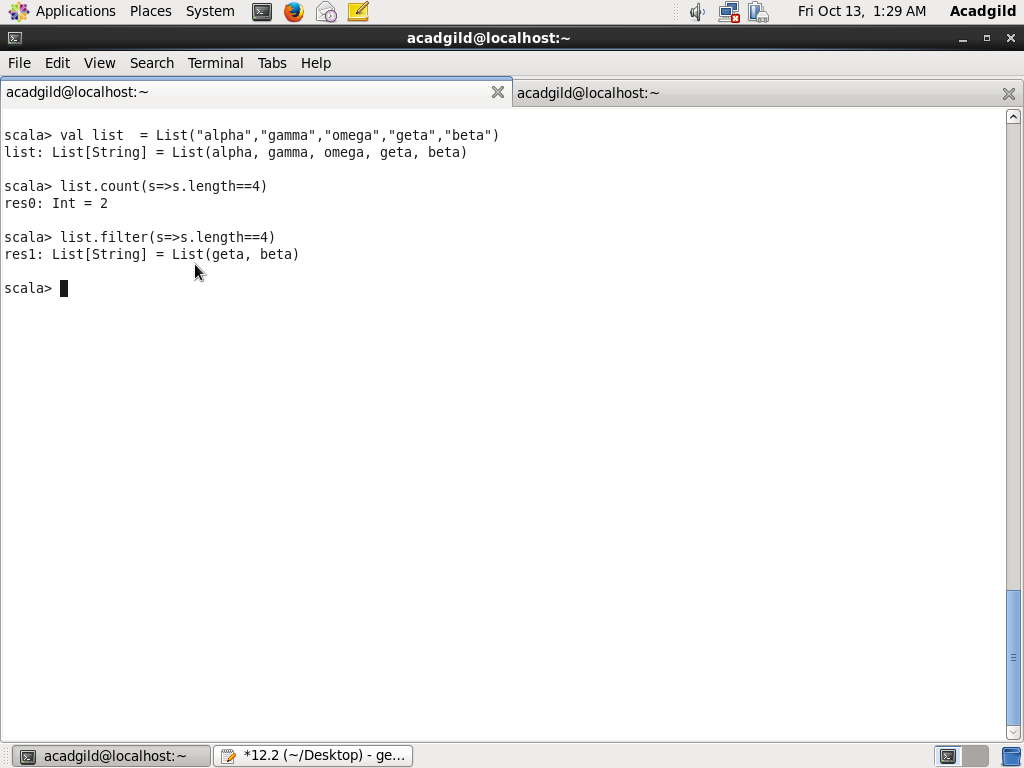 Applications Places System Fri Oct 13, 1:29 AM Acadgild
acadgild@localhost:~
File Edit View Search Terminal Tabs Help
acadgild@localhost:~ acadgild@localhost:~
scala> val list  = List("alpha","gamma","omega","geta","beta")
list: List[String] = List(alpha, gamma, omega, geta, beta)
scala> list.count(s=>s.length==4)
res0: Int = 2
scala> list.filter(s=>s.length==4)
res1: List[String] = List(geta, beta)
scala>
acadgild@localhost:~ *12.2 (~/Desktop) - ge...